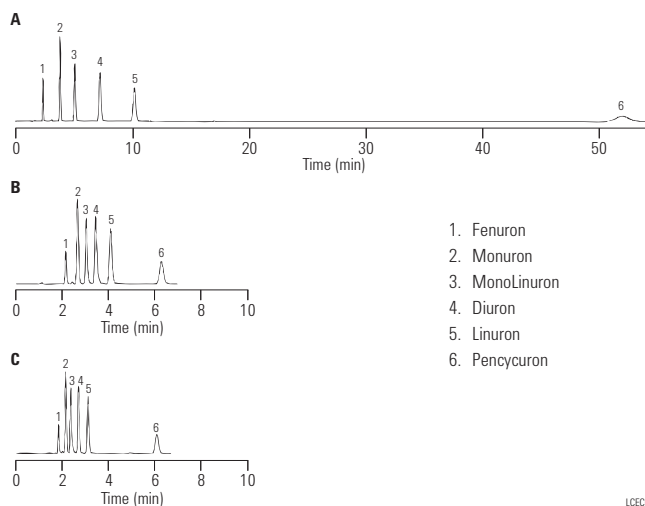 A
1
2
3
4
5
6
0 10 20 30 40 50
Time (min)
B
1
2
3
4
5
6
0 2 4 6 8 10
Time (min)
C
1
2
3
4
5
6
0 2 4 6 8 10
Time (min)
1. Fenuron
2. Monuron
3. MonoLinuron
4. Diuron
5. Linuron
6. Pencycuron
LCEC